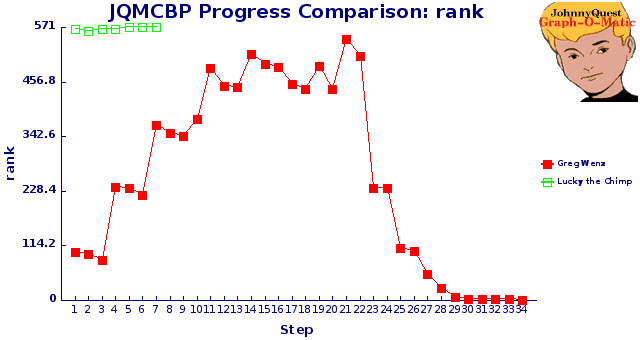 JQMCBP Progress Comparison: rank
JohnnyQuest
Graph-O-Matic
571
456.8
342.6
228.4
114.2
0
rank
1 2 3 4 5 6 7 8 9 10 11 12 13 14 15 16 17 18 19 20 21 22 23 24 25 26 27 28 29 30 31 32 33 34
Step
Greg Wenz
Lucky the Chimp